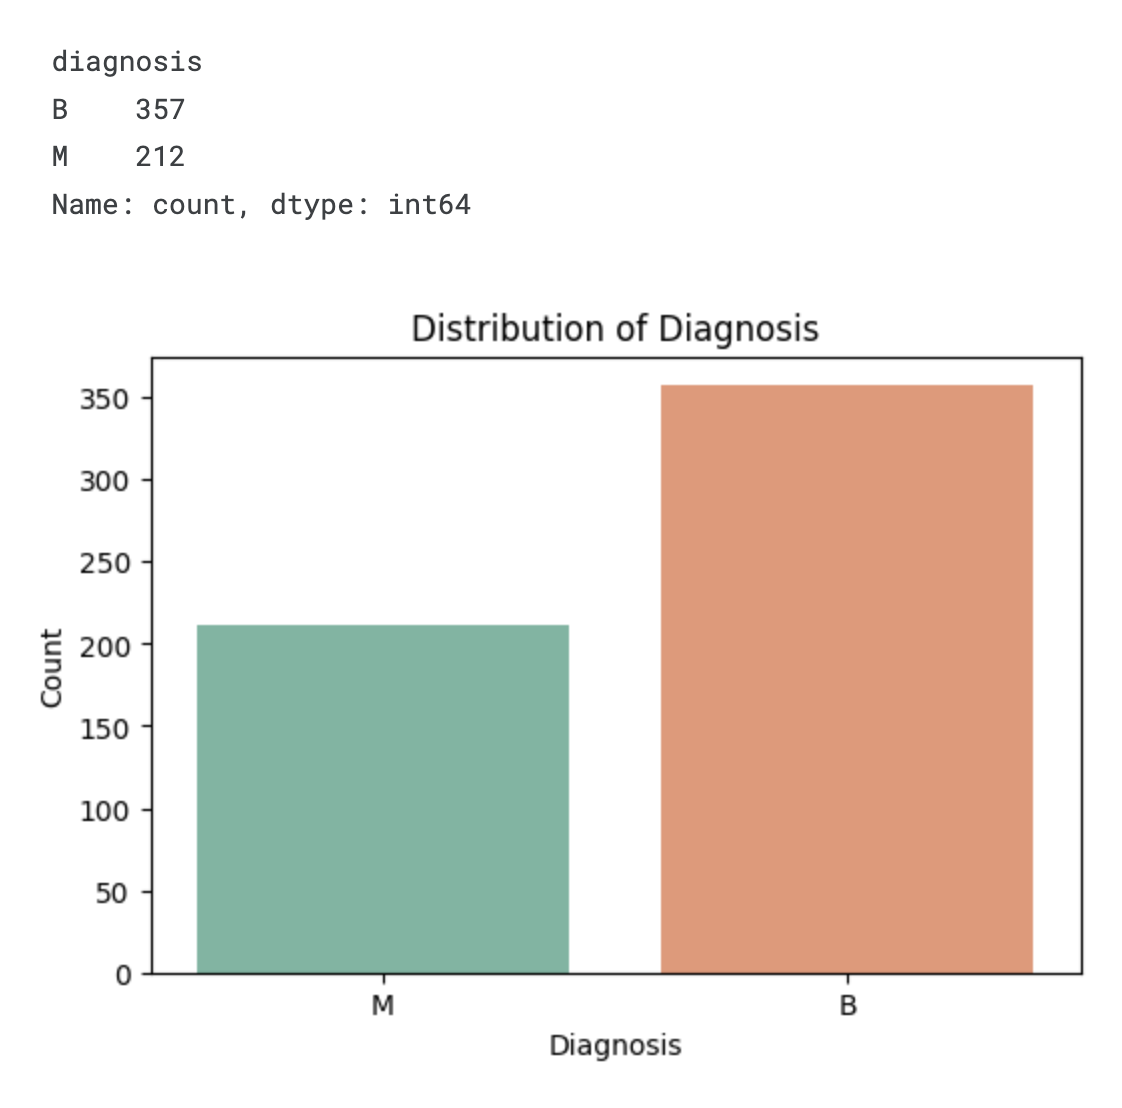 diagnosis
B    357
M    212
Name: count, dtype: int64
Distribution of Diagnosis
350
300
250
200
150
100
50
0
Count
M
B
Diagnosis